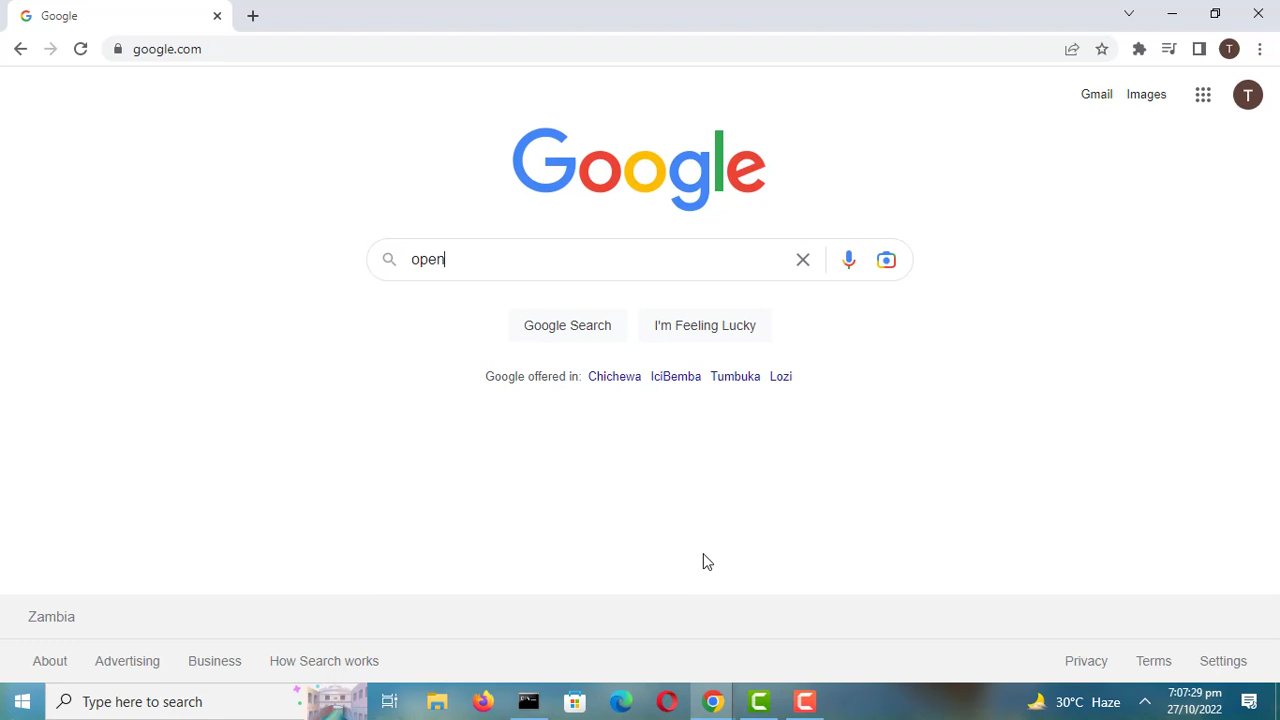 Google
google.com
T
Gmail Images
T
Google
open
Google Search I'm Feeling Lucky
Google offered in: Chichewa IciBemba Tumbuka Lozi
Zambia
About Advertising Business How Search works Privacy Terms Settings
Type here to search
30°C Haze
7:07:29 pm
27/10/2022